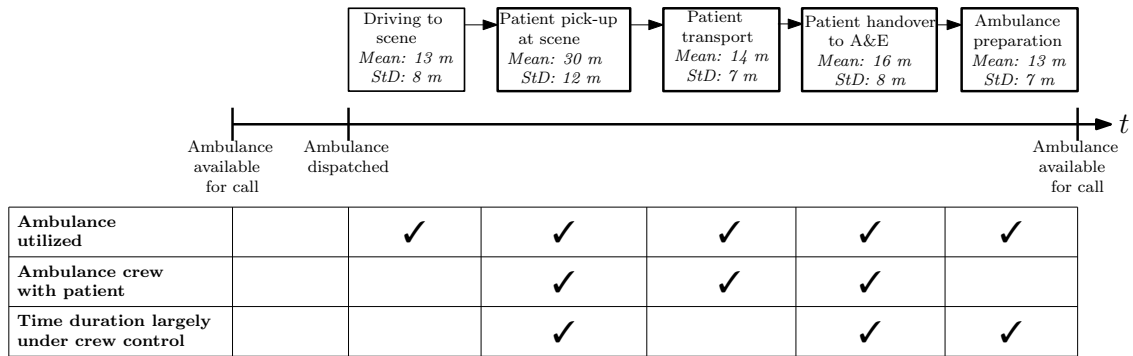 Driving to
scene
Mean: 13 m
StD: 8 m
Patient pick-up
at scene
Mean: 30 m
StD: 12 m
Patient
transport
Mean: 14 m
StD: 7 m
Patient handover
to A&E
Mean: 16 m
StD: 8 m
Ambulance
preparation
Mean: 13 m
StD: 7 m
t
Ambulance
available
for call
Ambulance
dispatched
Ambulance
available
for call
Ambulance
utilized
✓ ✓ ✓ ✓ ✓
Ambulance crew
with patient
✓ ✓ ✓
Time duration largely
under crew control
✓ ✓